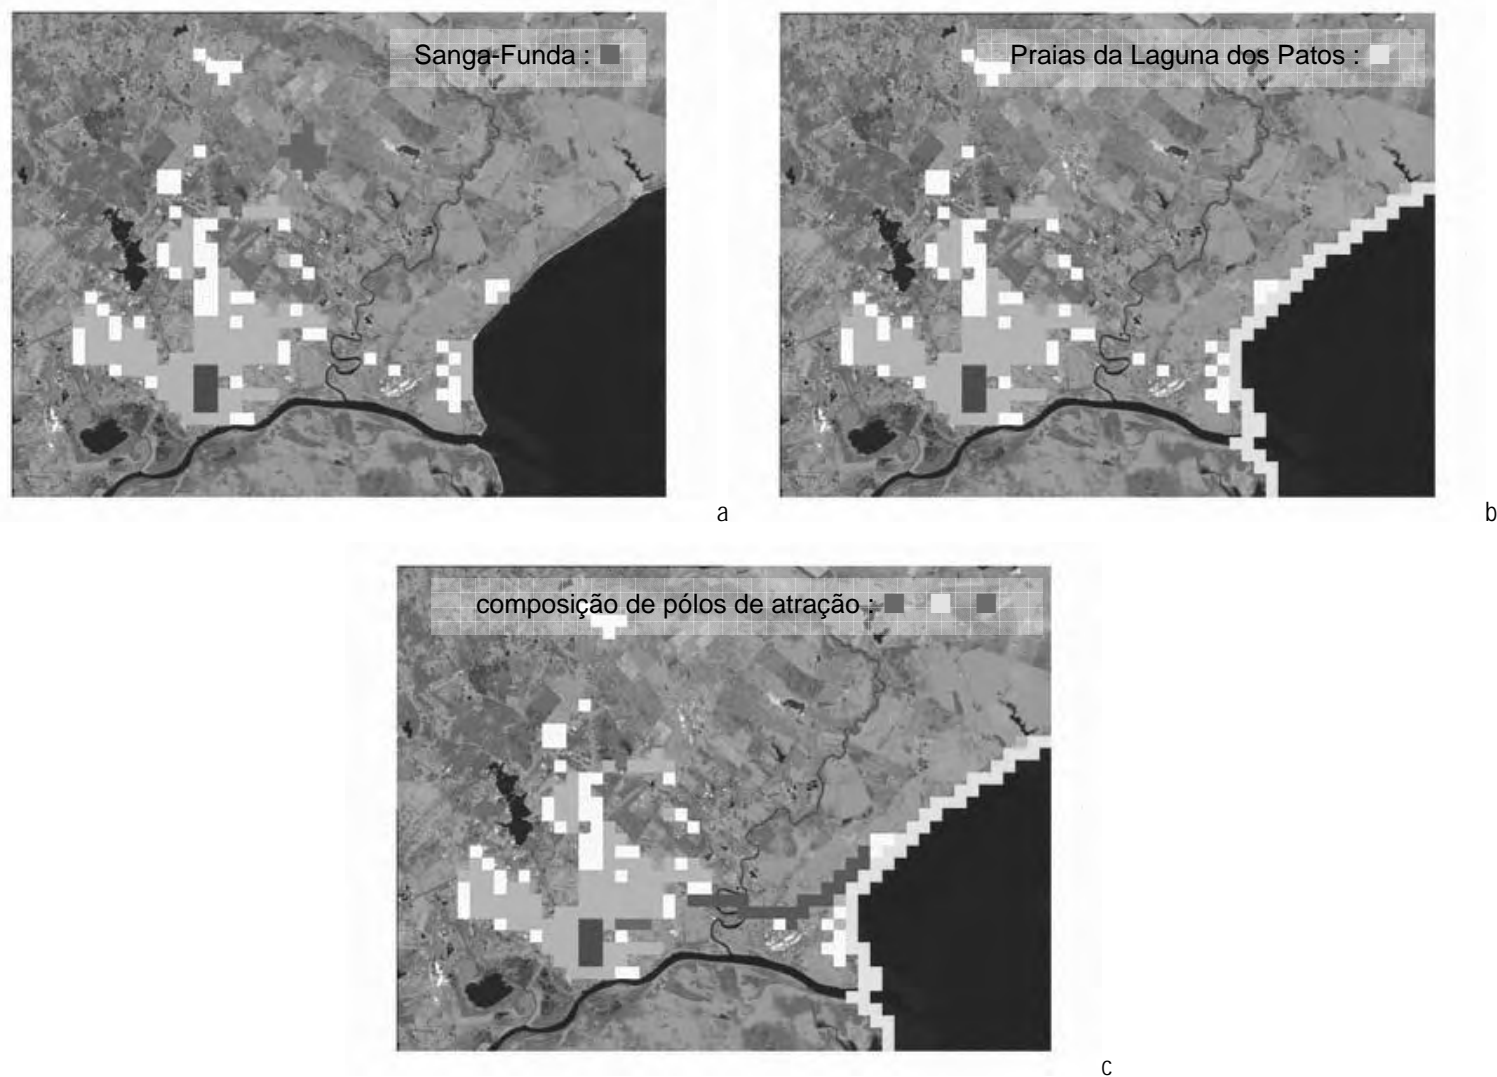 Sanga-Funda :
Praias da Laguna dos Patos :
a
b
composição de pólos de atração :
c